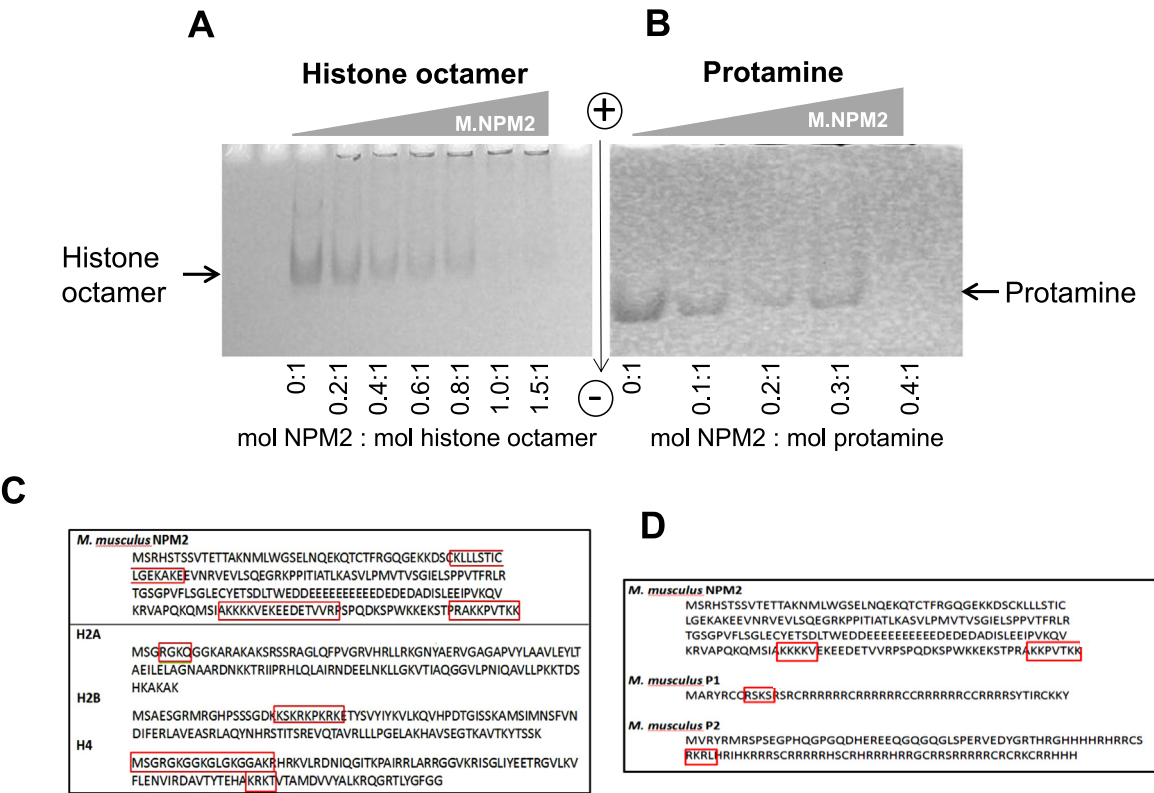 A
B
Histone octamer
Protamine
M.NPM2
+
M.NPM2
Histone
octamer
Protamine
0:1
0.2:1
0.4:1
0.6:1
0.8:1
1.0:1
1.5:1
-
0:1
0.1:1
0.2:1
0.3:1
0.4:1
mol NPM2 : mol histone octamer
mol NPM2 : mol protamine
C
M. musculus NPM2
MSRHSTSSVTETTAKNMLWGSELNQEKQTCTFRGQGEKKDSCKLLLSTIC
LGEKAKEEVNRVEVLSQEGRKPPITIATLKASVLPMVTVSGIELSPPVTFRLR
TGSGPVFLSGLECYETSDLTWEDDEEEEEEEEEEDEDEDADISLEEIPVKQV
KRVAPQKQMSIAKKKKVEKEEDETVVRPSPQDKSPWKKEKSTPRAKKPVTKK
H2A
MSGRGKQGGKARAKAKSRSSRAGLQFPVGRVHRLLRKGNYAERVGAGAPVYLAAVLEYLT
AEILELAGNAARDNKKTRIIPRHLQLAIRNDEELNKLLGKVTIAQGGVLPNIQAVLLPKKTDS
HKAKAK
H2B
MSAESGRMRGHPSSSGDKKSKRKPKRKETYSVYIYKVLKQVHPDTGISSKAMSIMNSFVN
DIFERLAVEASRLAQYNHRSTITSREVQTAVRLLLPGELAKHAVSEGTKAVTKYTSSK
H4
MSGRGKGGKGLGKGGAKRHRKVLRDNIQGITKPAIRRLARRGGVKRISGLIYEETRGVLKV
FLENVIRDAVTYTEHAKRKTVTAMDVVYALKRQGRTLYGFGG
D
M. musculus NPM2
MSRHSTSSVTETTAKNMLWGSELNQEKQTCTFRGQGEKKDSCKLLLSTIC
LGEKAKEEVNRVEVLSQEGRKPPITIATLKASVLPMVTVSGIELSPPVTFRLR
TGSGPVFLSGLECYETSDLTWEDDEEEEEEEEEEDEDEDADISLEEIPVKQV
KRVAPQKQMSIAKKKKVEKEEDETVVRPSPQDKSPWKKEKSTPRAKKPVTKK
M. musculus P1
MARYRCCRSKSRSRCRRRRRRCRRRRRRCCRRRRRRCCRRRRSYTIRCKKY
M. musculus P2
MVRYRMRSPSEGPHQGPGQDHEREEQGQGQGLSPERVEDYGRTHRGHHHHRHRRCS
RKRLHRIHKRRRSCRRRRRHSCRHRRRHRRGCRRSRRRRRCRCRKCRRHHH